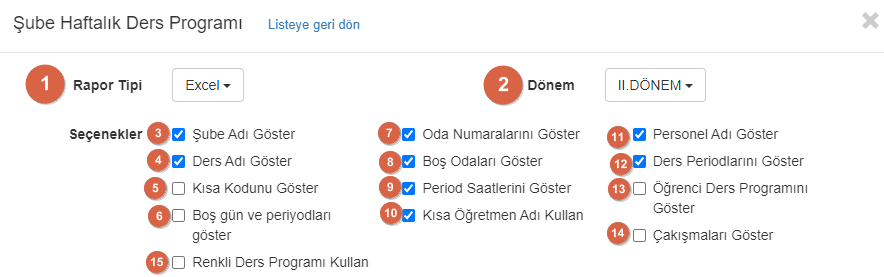 Şube Haftalık Ders Programı Listeye geri dön ×
1 Rapor Tipi Excel 2 Dönem II.DÖNEM
Seçenekler 3 Şube Adı Göster 7 Oda Numaralarını Göster 11 Personel Adı Göster
4 Ders Adı Göster 8 Boş Odaları Göster 12 Ders Periodlarını Göster
5 Kısa Kodunu Göster 9 Period Saatlerini Göster 13 Öğrenci Ders Programını
Göster
6 Boş gün ve periyodları 10 Kısa Öğretmen Adı Kullan
göster 14 Çakışmaları Göster
15 Renkli Ders Programı Kullan